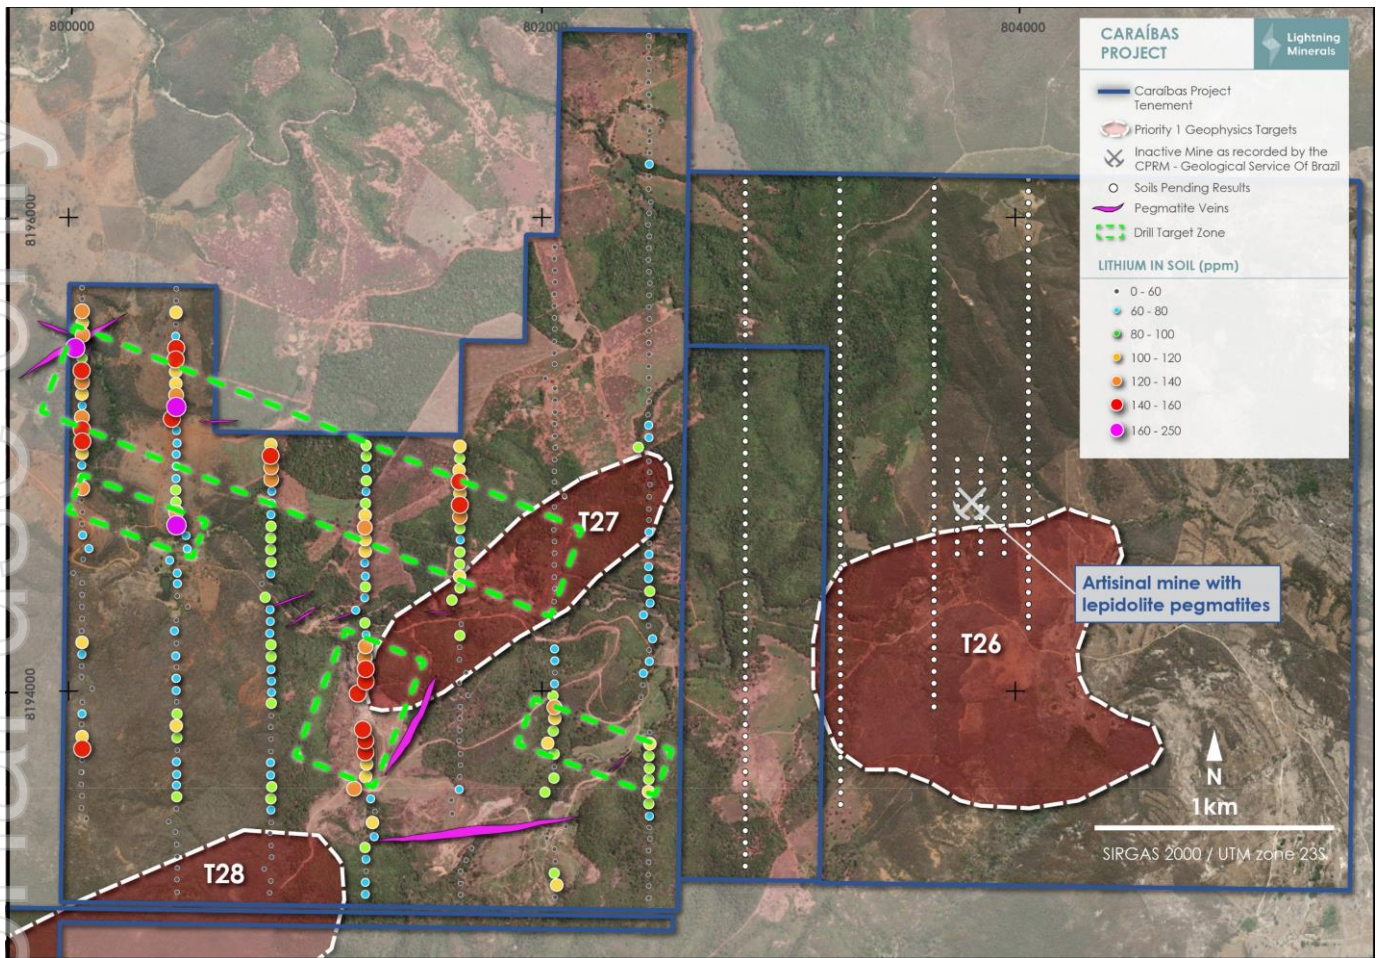 800000
802000
804000
CARAÍBAS
PROJECT
Lightning
Minerals
Caraíbas Project
Tenement
Priority 1 Geophysics Targets
Inactive Mine as recorded by the
CPRM - Geological Service Of Brazil
Soils Pending Results
Pegmatite Veins
Drill Target Zone
LITHIUM IN SOIL (ppm)
0 - 60
60 - 80
80 - 100
100 - 120
120 - 140
140 - 160
160 - 250
8196000
8194000
T27
T26
T28
Artisinal mine with
lepidolite pegmatites
N
1km
SIRGAS 2000 / UTM zone 23S